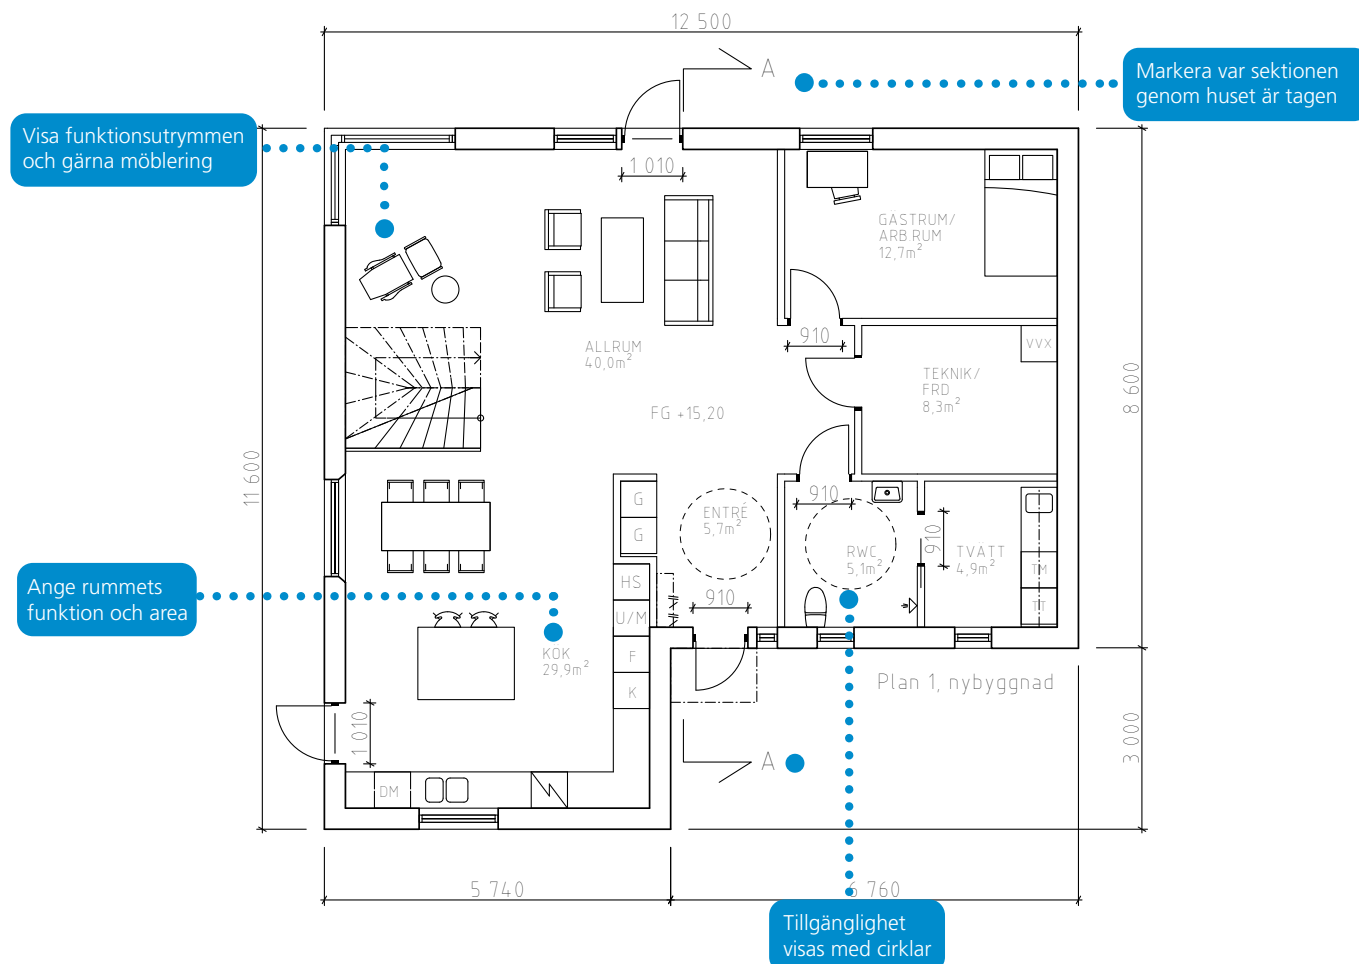 12 500
A
Markera var sektionen
genom huset är tagen
Visa funktionsutrymmen
och gärna möblering
1 010
GASTRUM/
ARB.RUM
12,7m²
910
VVX
ALLRUM
40,0m²
TEKNIK/
FRD
8,3m²
8 600
FG +15,20
11 600
G
G
ENTRÉ
5,7m²
910
RWC
5,1m²
910
TVÄTT
4,9m²
TM
TT
HS
U/M
F
K
910
Ange rummets
funktion och area
KÖK
29,9m²
Plan 1, nybyggnad
1 010
3 000
A
DM
5 740
6 760
Tillgänglighet
visas med cirklar